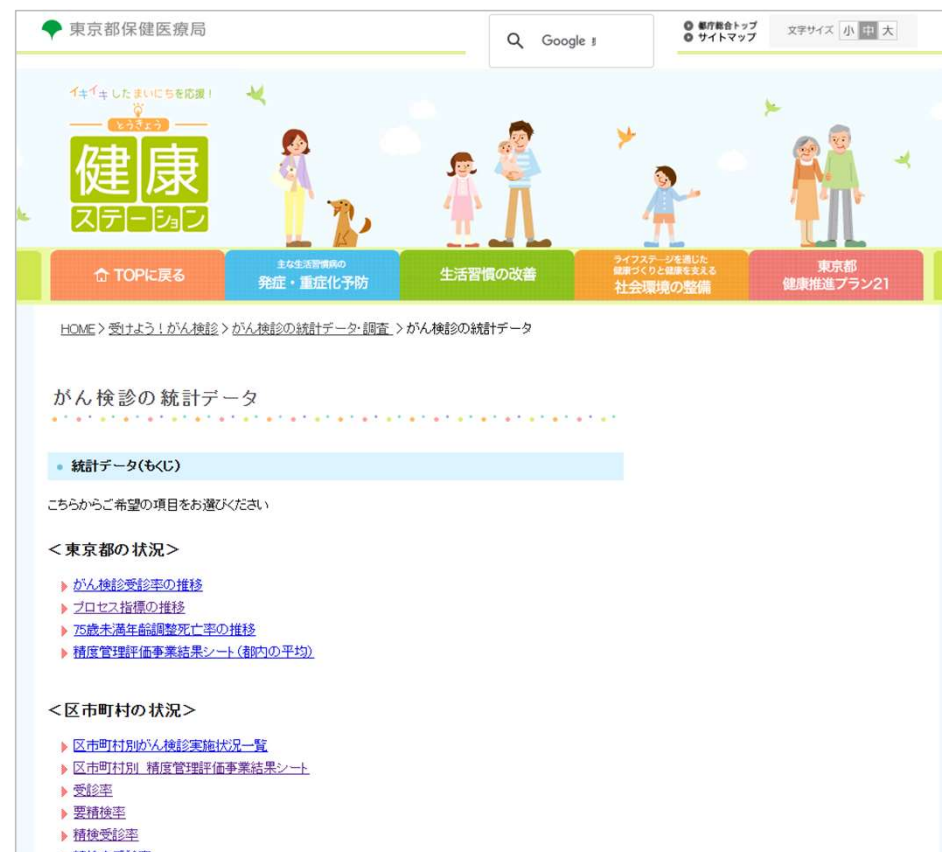 東京都保健医療局
Google
都庁総合トップ
サイトマップ
文字サイズ 小 中 大
イキイキしたまいにちを応援!
とうきょう
健康
ステーション
TOPに戻る
主な生活習慣病の
発症・重症化予防
生活習慣の改善
ライフステージを通じた
健康づくりと健康を支える
社会環境の整備
東京都
健康推進プラン21
HOME > 受けよう!がん検診 > がん検診の統計データ・調査 > がん検診の統計データ
がん検診の統計データ
統計データ(もくじ)
こちらからご希望の項目をお選びください
<東京都の状況>
がん検診受診率の推移
プロセス指標の推移
75歳未満年齢調整死亡率の推移
精度管理評価事業結果シート(都内の平均)
<区市町村の状況>
区市町村別がん検診実施状況一覧
区市町村別 精度管理評価事業結果シート
受診率
要精検率
精検受診率